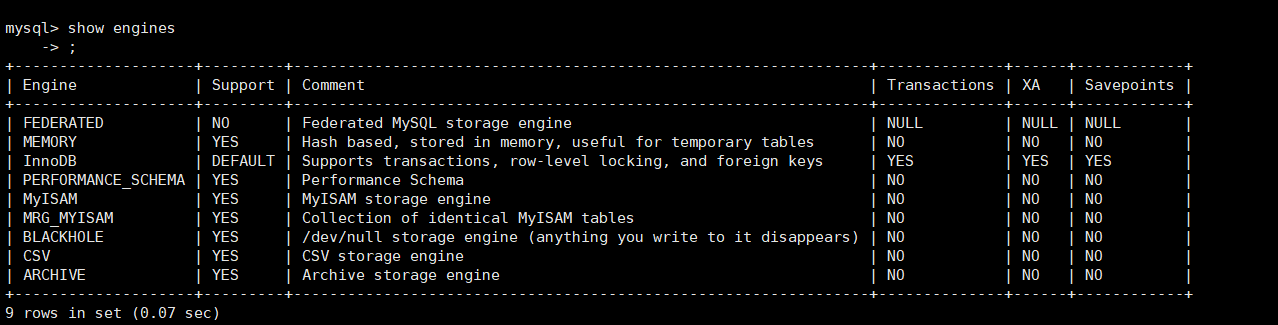 mysql> show engines
    -> ;
+--------------------+---------+----------------------------------------------------------------+--------------+------+------------+
| Engine             | Support | Comment                                                        | Transactions | XA   | Savepoints |
+--------------------+---------+----------------------------------------------------------------+--------------+------+------------+
| FEDERATED          | NO      | Federated MySQL storage engine                                 | NULL         | NULL | NULL       |
| MEMORY             | YES     | Hash based, stored in memory, useful for temporary tables      | NO           | NO   | NO         |
| InnoDB             | DEFAULT | Supports transactions, row-level locking, and foreign keys     | YES          | YES  | YES        |
| PERFORMANCE_SCHEMA | YES     | Performance Schema                                             | NO           | NO   | NO         |
| MyISAM             | YES     | MyISAM storage engine                                          | NO           | NO   | NO         |
| MRG_MYISAM         | YES     | Collection of identical MyISAM tables                          | NO           | NO   | NO         |
| BLACKHOLE          | YES     | /dev/null storage engine (anything you write to it disappears) | NO           | NO   | NO         |
| CSV                | YES     | CSV storage engine                                             | NO           | NO   | NO         |
| ARCHIVE            | YES     | Archive storage engine                                         | NO           | NO   | NO         |
+--------------------+---------+----------------------------------------------------------------+--------------+------+------------+
9 rows in set (0.07 sec)